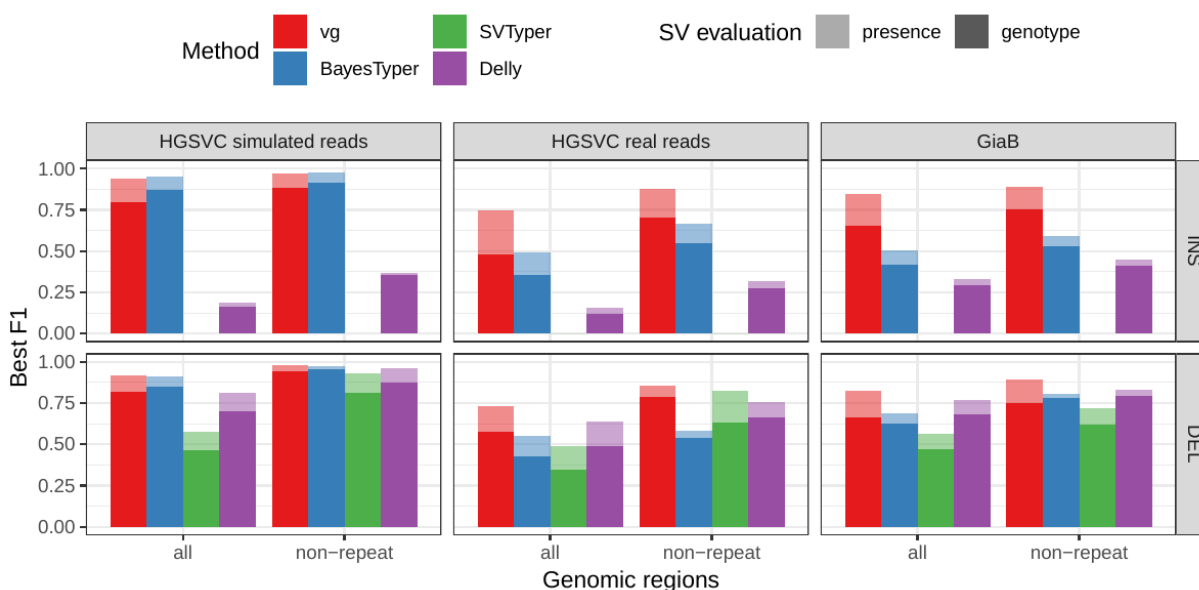 Method
vg
BayesTyper
SVTyper
Delly
SV evaluation
presence
genotype
HGSVC simulated reads
HGSVC real reads
GiaB
Best F1
1.00
0.75
0.50
0.25
0.00
INS
1.00
0.75
0.50
0.25
0.00
DEL
all
non−repeat
all
non−repeat
all
non−repeat
Genomic regions